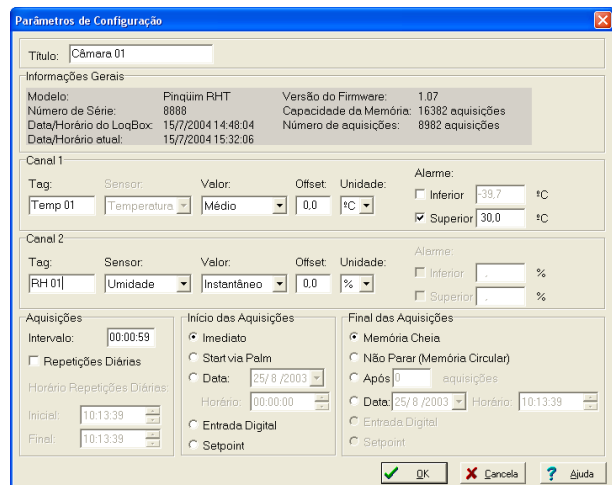 Parâmetros de Configuração
Título: Câmara 01
Informações Gerais
Modelo: Pingüim RHT Versão do Firmware: 1.07
Número de Série: 8888 Capacidade da Memória: 16382 aquisições
Data/Horário do LogBox: 15/7/2004 14:48:04 Número de aquisições: 8982 aquisições
Data/Horário atual: 15/7/2004 15:32:06
Canal 1
Tag: Sensor: Valor: Offset: Unidade: Alarme:
Temp 01 Temperatura Médio 0,0 ºC Inferior -39,7 ºC
Superior 30,0 ºC
Canal 2
Tag: Sensor: Valor: Offset: Unidade: Alarme:
RH 01 Umidade Instantâneo 0,0 % Inferior , %
Superior , %
Aquisições
Intervalo: 00:00:59
Repetições Diárias
Horário Repetições Diárias:
Inicial: 10:13:39
Final: 10:13:39
Início das Aquisições
Imediato
Start via Palm
Data: 25/ 8 /2003
Horário: 00:00:00
Entrada Digital
Setpoint
Final das Aquisições
Memória Cheia
Não Parar (Memória Circular)
Após 0 aquisições
Data: 25/ 8 /2003 Horário: 10:13:39
Entrada Digital
Setpoint
OK Cancela Ajuda